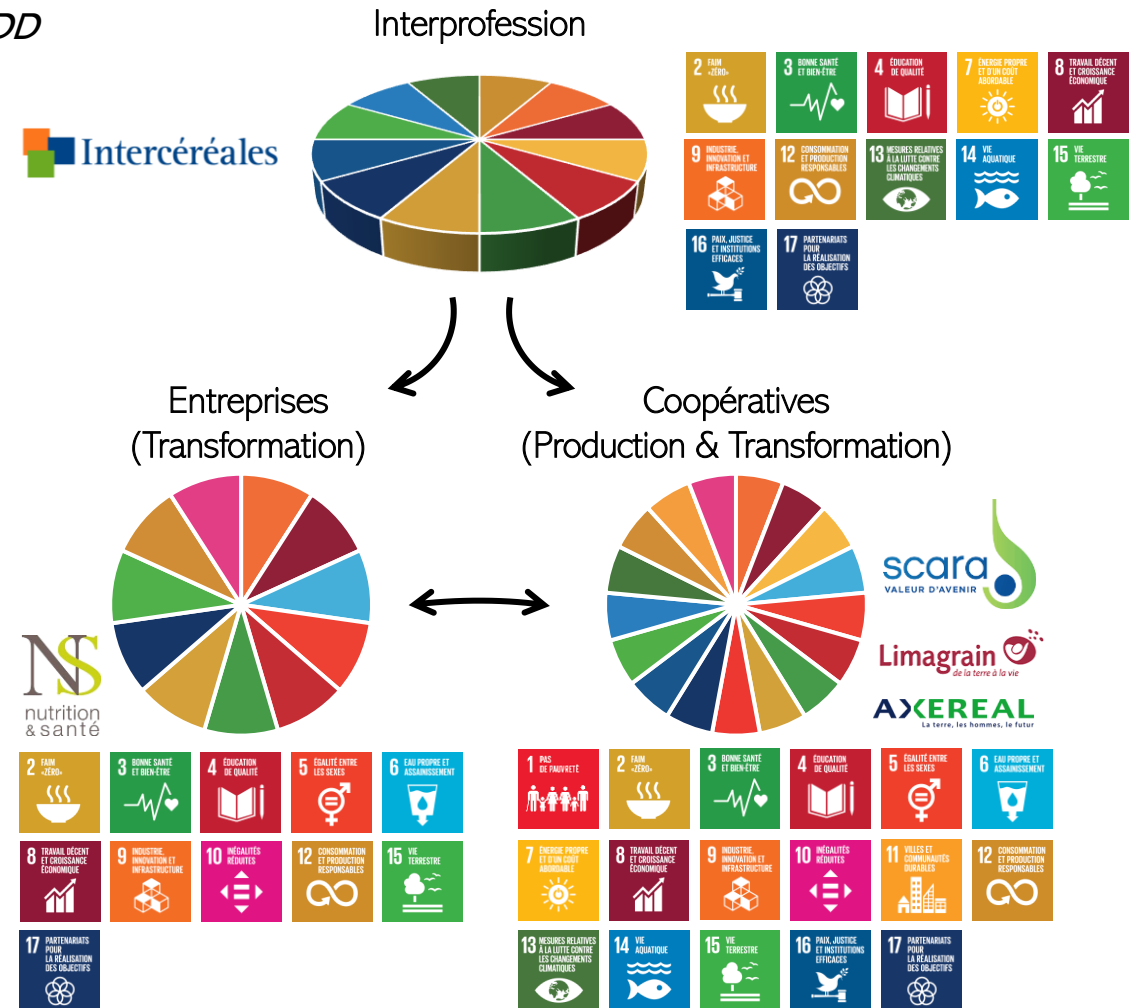 DD
Interprofession
Intercéréales
2 FAIM
«ZÉRO»
3 BONNE SANTÉ
ET BIEN-ÊTRE
4 ÉDUCATION
DE QUALITÉ
7 ÉNERGIE PROPRE
ET D'UN COÛT
ABORDABLE
8 TRAVAIL DÉCENT
ET CROISSANCE
ÉCONOMIQUE
9 INDUSTRIE,
INNOVATION ET
INFRASTRUCTURE
12 CONSOMMATION
ET PRODUCTION
RESPONSABLES
13 MESURES RELATIVES
À LA LUTTE CONTRE
LES CHANGEMENTS
CLIMATIQUES
14 VIE
AQUATIQUE
15 VIE
TERRESTRE
16 PAIX, JUSTICE
ET INSTITUTIONS
EFFICACES
17 PARTENARIATS
POUR
LA RÉALISATION
DES OBJECTIFS
Entreprises
(Transformation)
Coopératives
(Production & Transformation)
scara
VALEUR D'AVENIR
Limagrain
de la terre à la vie
AXEREAL
La terre, les hommes, le futur
NS
nutrition
& santé
2 FAIM
«ZÉRO»
3 BONNE SANTÉ
ET BIEN-ÊTRE
4 ÉDUCATION
DE QUALITÉ
5 ÉGALITÉ ENTRE
LES SEXES
6 EAU PROPRE ET
ASSAINISSEMENT
8 TRAVAIL DÉCENT
ET CROISSANCE
ÉCONOMIQUE
9 INDUSTRIE,
INNOVATION ET
INFRASTRUCTURE
10 INÉGALITÉS
RÉDUITES
12 CONSOMMATION
ET PRODUCTION
RESPONSABLES
15 VIE
TERRESTRE
17 PARTENARIATS
POUR
LA RÉALISATION
DES OBJECTIFS
1 PAS
DE PAUVRETÉ
2 FAIM
«ZÉRO»
3 BONNE SANTÉ
ET BIEN-ÊTRE
4 ÉDUCATION
DE QUALITÉ
5 ÉGALITÉ ENTRE
LES SEXES
6 EAU PROPRE ET
ASSAINISSEMENT
7 ÉNERGIE PROPRE
ET D'UN COÛT
ABORDABLE
8 TRAVAIL DÉCENT
ET CROISSANCE
ÉCONOMIQUE
9 INDUSTRIE,
INNOVATION ET
INFRASTRUCTURE
10 INÉGALITÉS
RÉDUITES
11 VILLES ET
COMMUNAUTÉS
DURABLES
12 CONSOMMATION
ET PRODUCTION
RESPONSABLES
13 MESURES RELATIVES
À LA LUTTE CONTRE
LES CHANGEMENTS
CLIMATIQUES
14 VIE
AQUATIQUE
15 VIE
TERRESTRE
16 PAIX, JUSTICE
ET INSTITUTIONS
EFFICACES
17 PARTENARIATS
POUR
LA RÉALISATION
DES OBJECTIFS